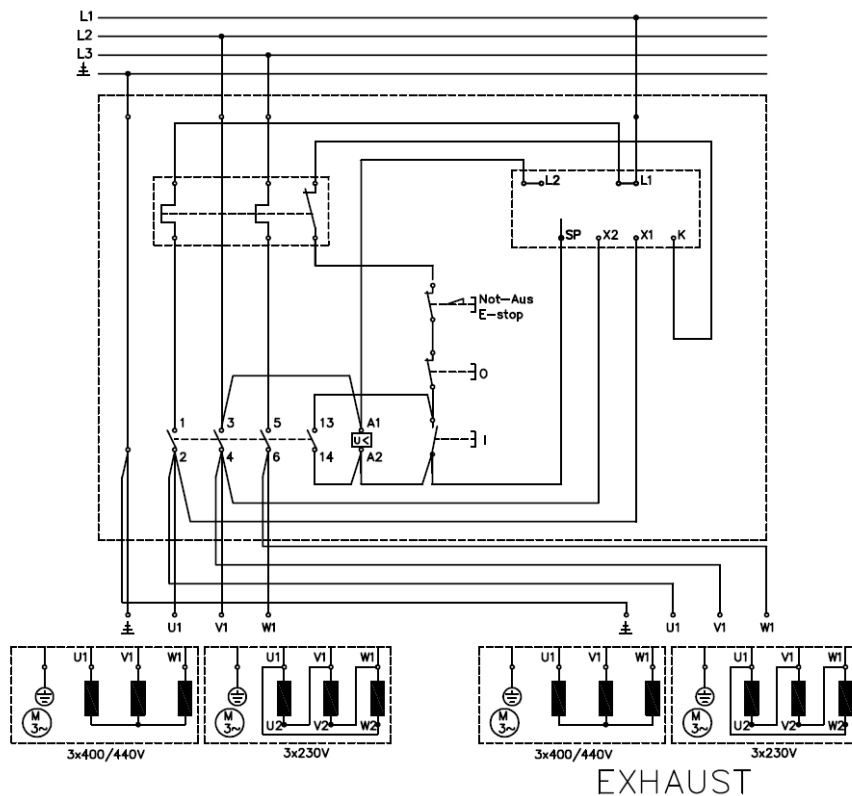 L1
L2
L3
L2 L1
SP X2 X1 K
Not-Aus
E-stop
O
1 3 5 13 A1
U< I
2 4 6 14 A2
U1 V1 W1 U1 V1 W1
U1 V1 W1 U1 V1 W1 U1 V1 W1 U1 V1 W1
M M M M
3~ U2 V2 W2 3~ 3~ U2 V2 W2 3~
3x400/440V 3x230V 3x400/440V 3x230V
EXHAUST